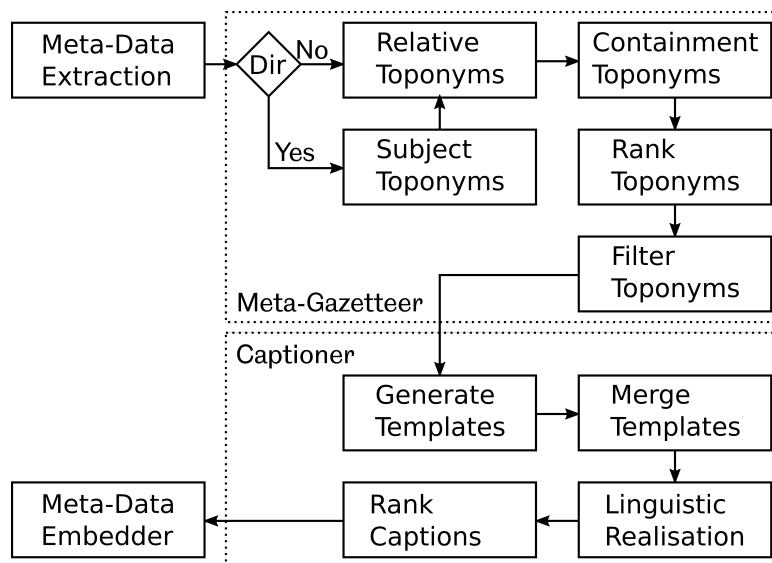 Meta-Data
Extraction
Dir
No
Relative
Toponyms
Containment
Toponyms
Yes
Subject
Toponyms
Rank
Toponyms
Filter
Toponyms
Meta-Gazetteer
Captioner
Generate
Templates
Merge
Templates
Meta-Data
Embedder
Rank
Captions
Linguistic
Realisation